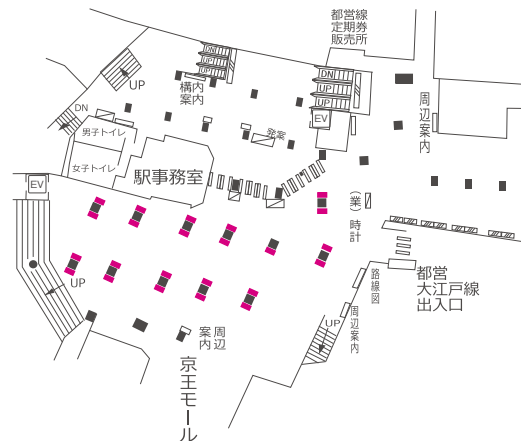 都営線
定期券
販売所
DN
UP
UP
DN
UP
UP
EV
UP
構内
案内
発案
周辺案内
DN
男子トイレ
女子トイレ
駅事務室
EV
(業)
時計
UP
都営
大江戸線
出入口
路線図
周辺案内
UP
周辺
案内
京王モール